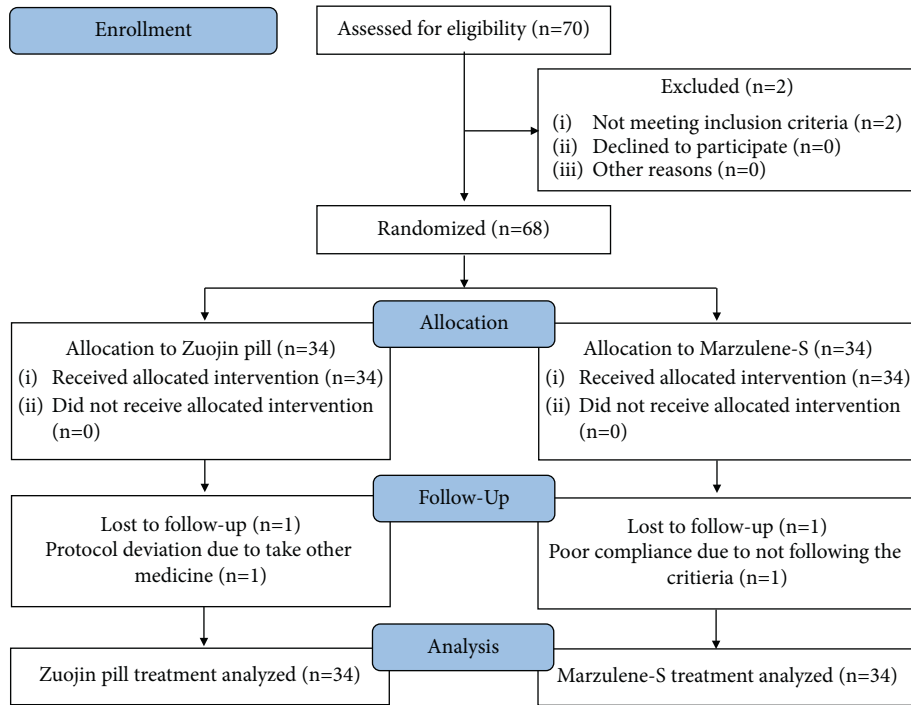 Enrollment
Assessed for eligibility (n=70)
Excluded (n=2)
(i) Not meeting inclusion criteria (n=2)
(ii) Declined to participate (n=0)
(iii) Other reasons (n=0)
Randomized (n=68)
Allocation
Allocation to Zuojin pill (n=34)
(i) Received allocated intervention (n=34)
(ii) Did not receive allocated intervention
(n=0)
Allocation to Marzulene-S (n=34)
(i) Received allocated intervention (n=34)
(ii) Did not receive allocated intervention
(n=0)
Follow-Up
Lost to follow-up (n=1)
Protocol deviation due to take other
medicine (n=1)
Lost to follow-up (n=1)
Poor compliance due to not following the
critieria (n=1)
Analysis
Zuojin pill treatment analyzed (n=34)
Marzulene-S treatment analyzed (n=34)